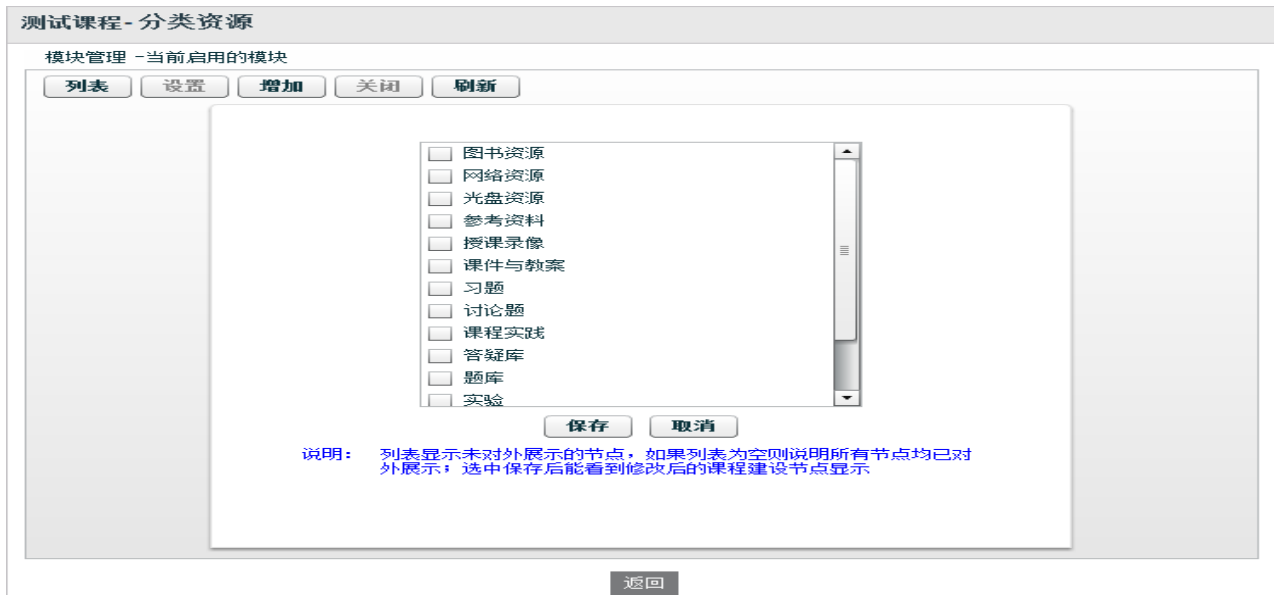 测试课程-分类资源
模块管理 -当前启用的模块
列表 设置 增加 关闭 刷新
图书资源
网络资源
光盘资源
参考资料
授课录像
课件与教案
习题
讨论题
课程实践
答疑库
题库
实验
保存 取消
说明： 列表显示未对外展示的节点，如果列表为空则说明所有节点均已对
外展示；选中保存后能看到修改后的课程建设节点显示
返回